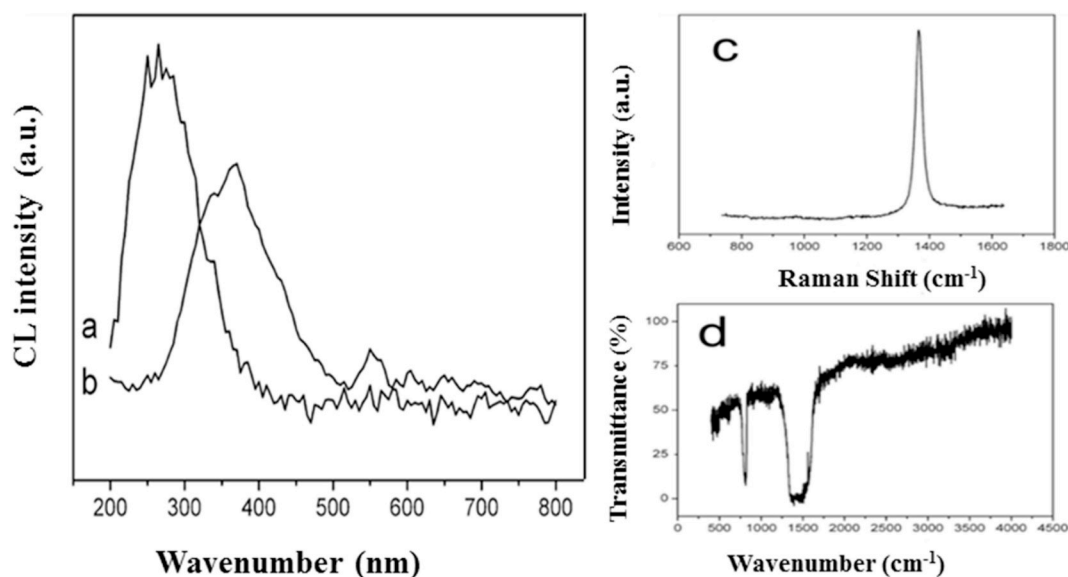 CL intensity (a.u.)
a
b
200 300 400 500 600 700 800
Wavenumber (nm)
c
Intensity (a.u.)
600 800 1000 1200 1400 1600 1800
Raman Shift (cm-1)
d
Transmittance (%)
100
75
50
25
0
0 500 1000 1500 2000 2500 3000 3500 4000 4500
Wavenumber (cm-1)